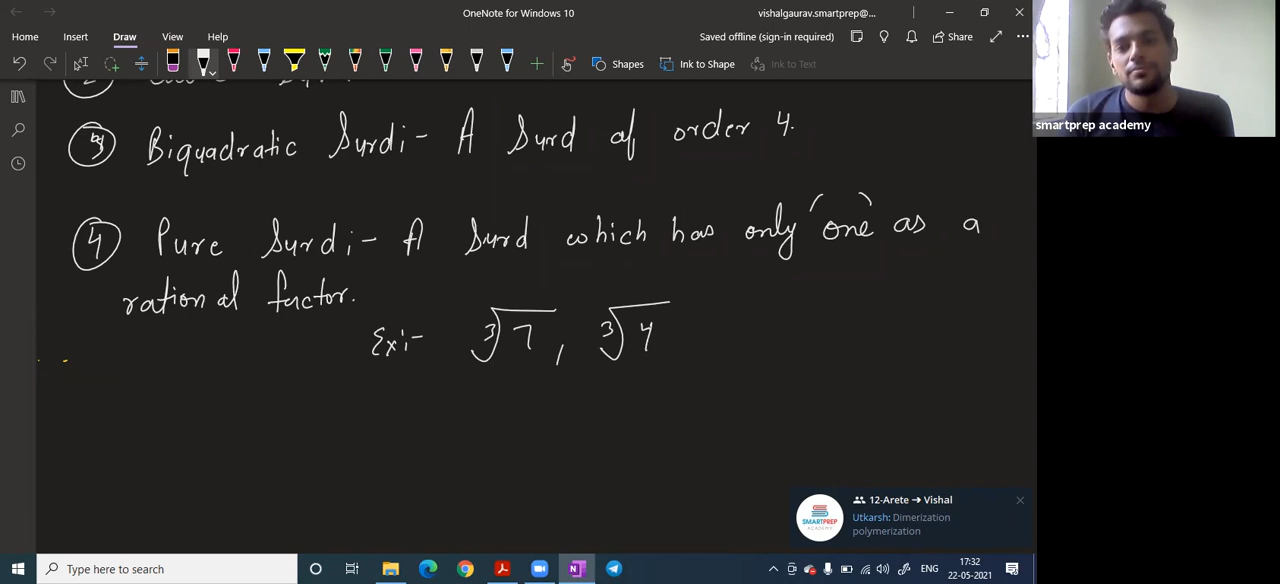 OneNote for Windows 10
vishalgaurav.smartprep@...
Home Insert Draw View Help
Saved offline (sign-in required)
Share
Shapes
Ink to Shape
Ink to Text
smartprep academy
③ Biquadratic Surd:- A Surd of order 4.
④ Pure Surd:- A Surd which has only 'one' as a
rational factor.
Ex:- ∛7, ∛4
12-Arete → Vishal
SMARTPREP
ACADEMY
Utkarsh: Dimerization
polymerization
Type here to search
ENG
17:32
22-05-2021